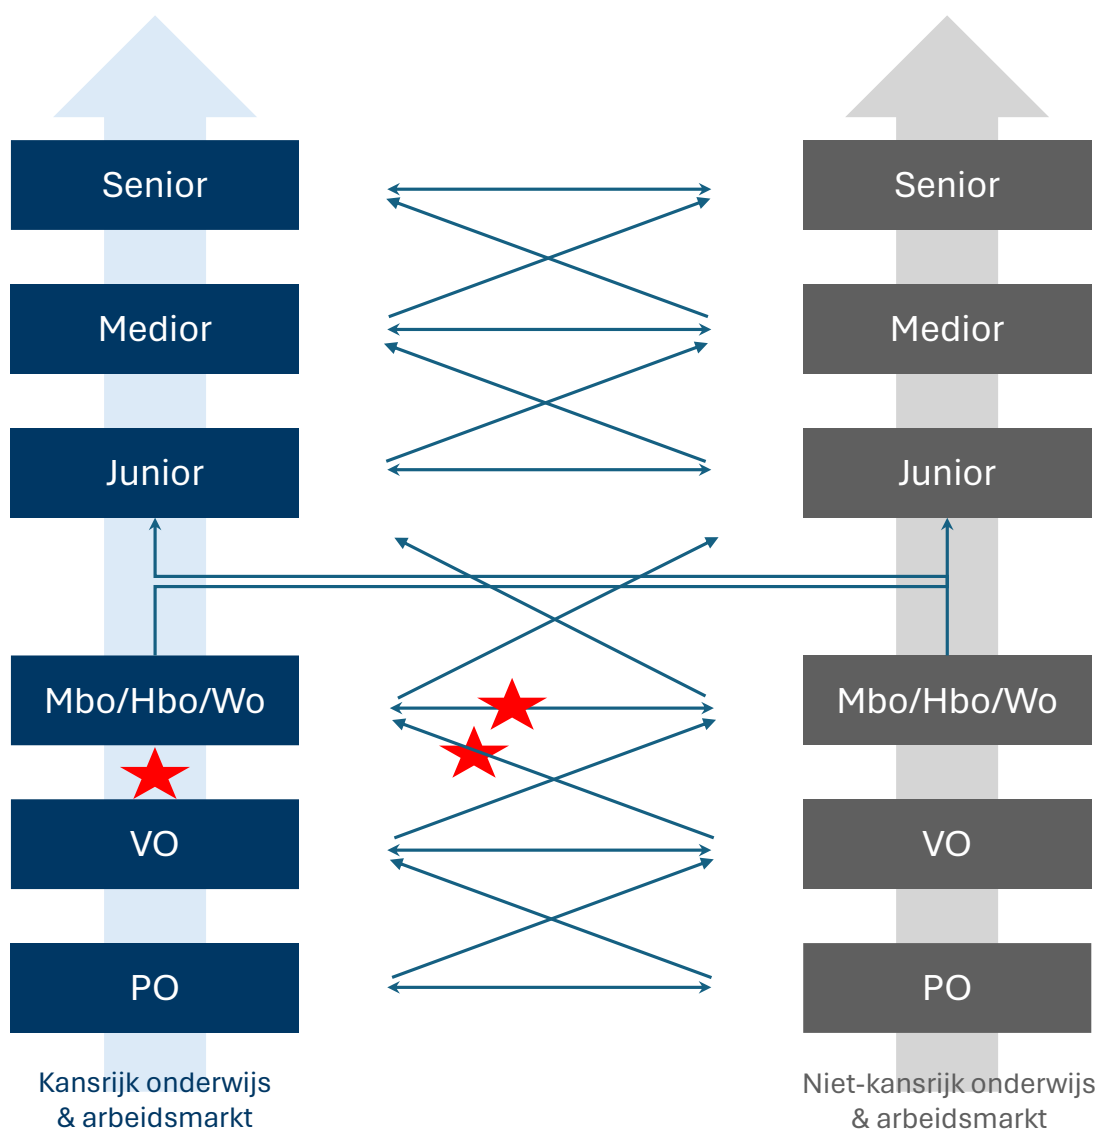 Senior
Senior
Medior
Medior
Junior
Junior
Mbo/Hbo/Wo
Mbo/Hbo/Wo
VO
VO
PO
PO
Kansrijk onderwijs
& arbeidsmarkt
Niet-kansrijk onderwijs
& arbeidsmarkt